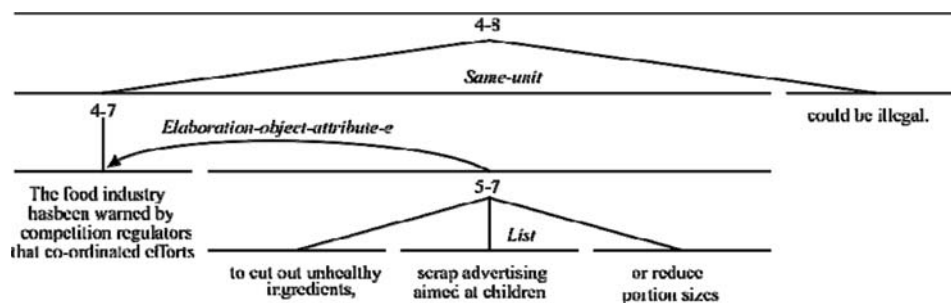 4-8
Same-unit
4-7
could be illegal.
Elaboration-object-attribute-e
The food industry
hasbeen warned by
competition regulators
that co-ordinated efforts
5-7
List
to cut out unhealthy
ingredients,
scrap advertising
aimed at children
or reduce
portion sizes